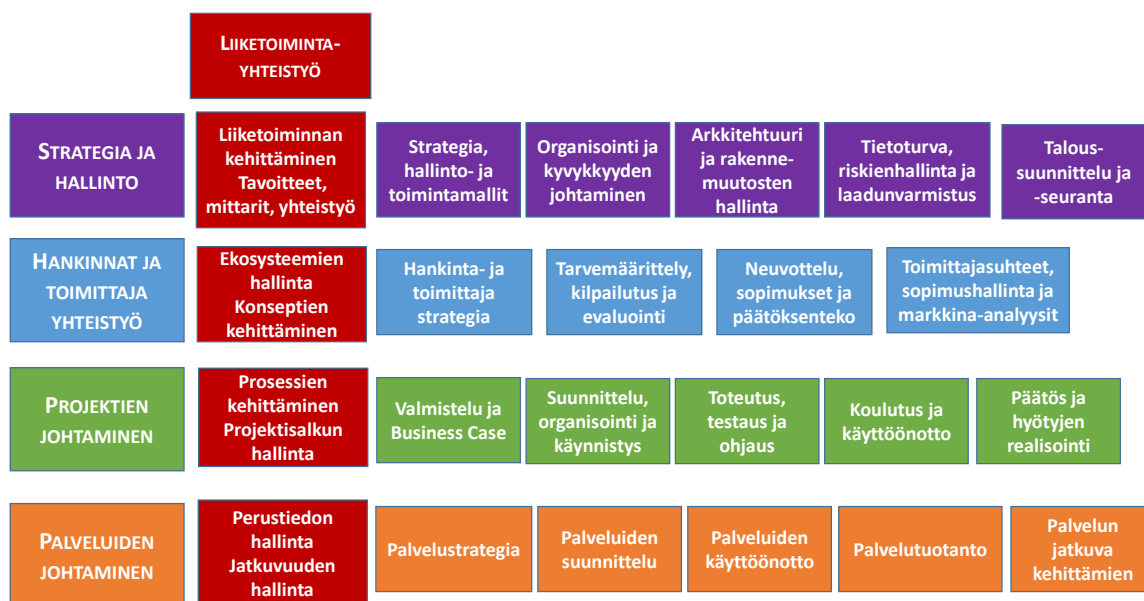 LIIKETOIMINTA-
YHTEISTYÖ
STRATEGIA JA
HALLINTO
Liiketoiminnan
kehittäminen
Tavoitteet,
mittarit, yhteistyö
Strategia,
hallinto- ja
toimintamallit
Organisointi ja
kyvykkyyden
johtaminen
Arkkitehtuuri
ja rakenne-
muutosten
hallinta
Tietoturva,
riskienhallinta ja
laadunvarmistus
Talous-
suunnittelu ja
-seuranta
HANKINNAT JA
TOIMITTAJA
YHTEISTYÖ
Ekosysteemien
hallinta
Konseptien
kehittäminen
Hankinta- ja
toimittaja
strategia
Tarvemäärittely,
kilpailutus ja
evaluointi
Neuvottelu,
sopimukset ja
päätöksenteko
Toimittajasuhteet,
sopimushallinta ja
markkina-analyysit
PROJEKTIEN
JOHTAMINEN
Prosessien
kehittäminen
Projektisalkun
hallinta
Valmistelu ja
Business Case
Suunnittelu,
organisointi ja
käynnistys
Toteutus,
testaus ja
ohjaus
Koulutus ja
käyttöönotto
Päätös ja
hyötyjen
realisointi
PALVELUIDEN
JOHTAMINEN
Perustiedon
hallinta
Jatkuvuuden
hallinta
Palvelustrategia
Palveluiden
suunnittelu
Palveluiden
käyttöönotto
Palvelutuotanto
Palvelun
jatkuva
kehittämien